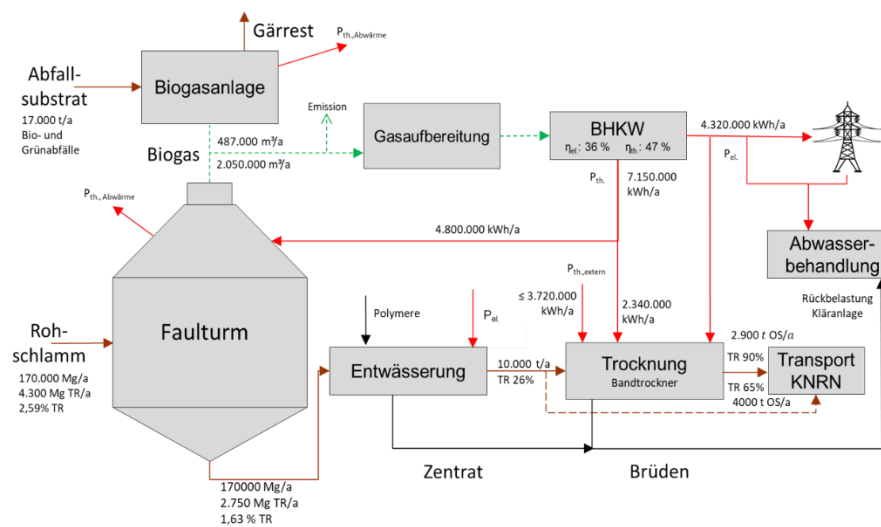 Gärrest
P th.,Abwärme
Biogasanlage
Abfall-
substrat
17.000 t/a
Bio- und
Grünabfälle
Emission
Biogas
487.000 m³/a
2.050.000 m³/a
Gasaufbereitung
BHKW
ηel.: 36 % ηth.: 47 %
4.320.000 kWh/a
Pel.
Pth.
7.150.000
kWh/a
Pth.,Abwärme
4.800.000 kWh/a
Abwasser-
behandlung
Rückbelastung
Kläranlage
Pth.,extern
≤ 3.720.000
kWh/a
2.340.000
kWh/a
Polymere
Pel.
Faulturm
Roh-
schlamm
170.000 Mg/a
4.300 Mg TR/a
2,59% TR
Entwässerung
10.000 t/a
TR 26%
Trocknung
Bandtrockner
2.900 t OS/a
TR 90%
TR 65%
4000 t OS/a
Transport
KNRN
Zentrat
Brüden
170000 Mg/a
2.750 Mg TR/a
1,63 % TR